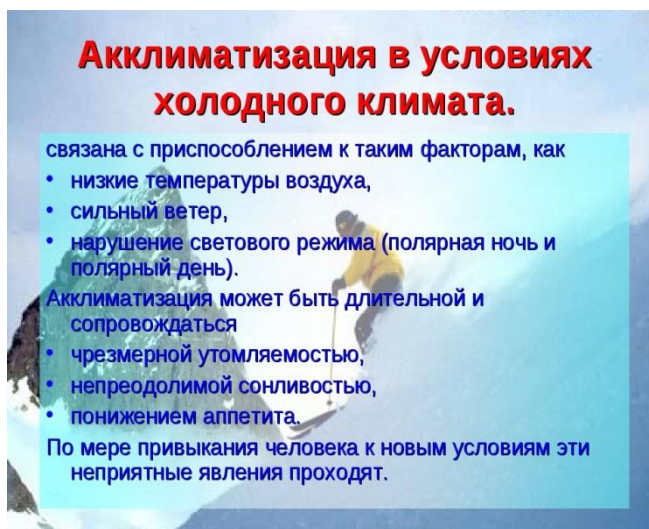 Акклиматизация в условиях
холодного климата.
связана с приспособлением к таким факторам, как
• низкие температуры воздуха,
• сильный ветер,
• нарушение светового режима (полярная ночь и
полярный день).
Акклиматизация может быть длительной и
сопровождаться
• чрезмерной утомляемостью,
• непреодолимой сонливостью,
• понижением аппетита.
По мере привыкания человека к новым условиям эти
неприятные явления проходят.